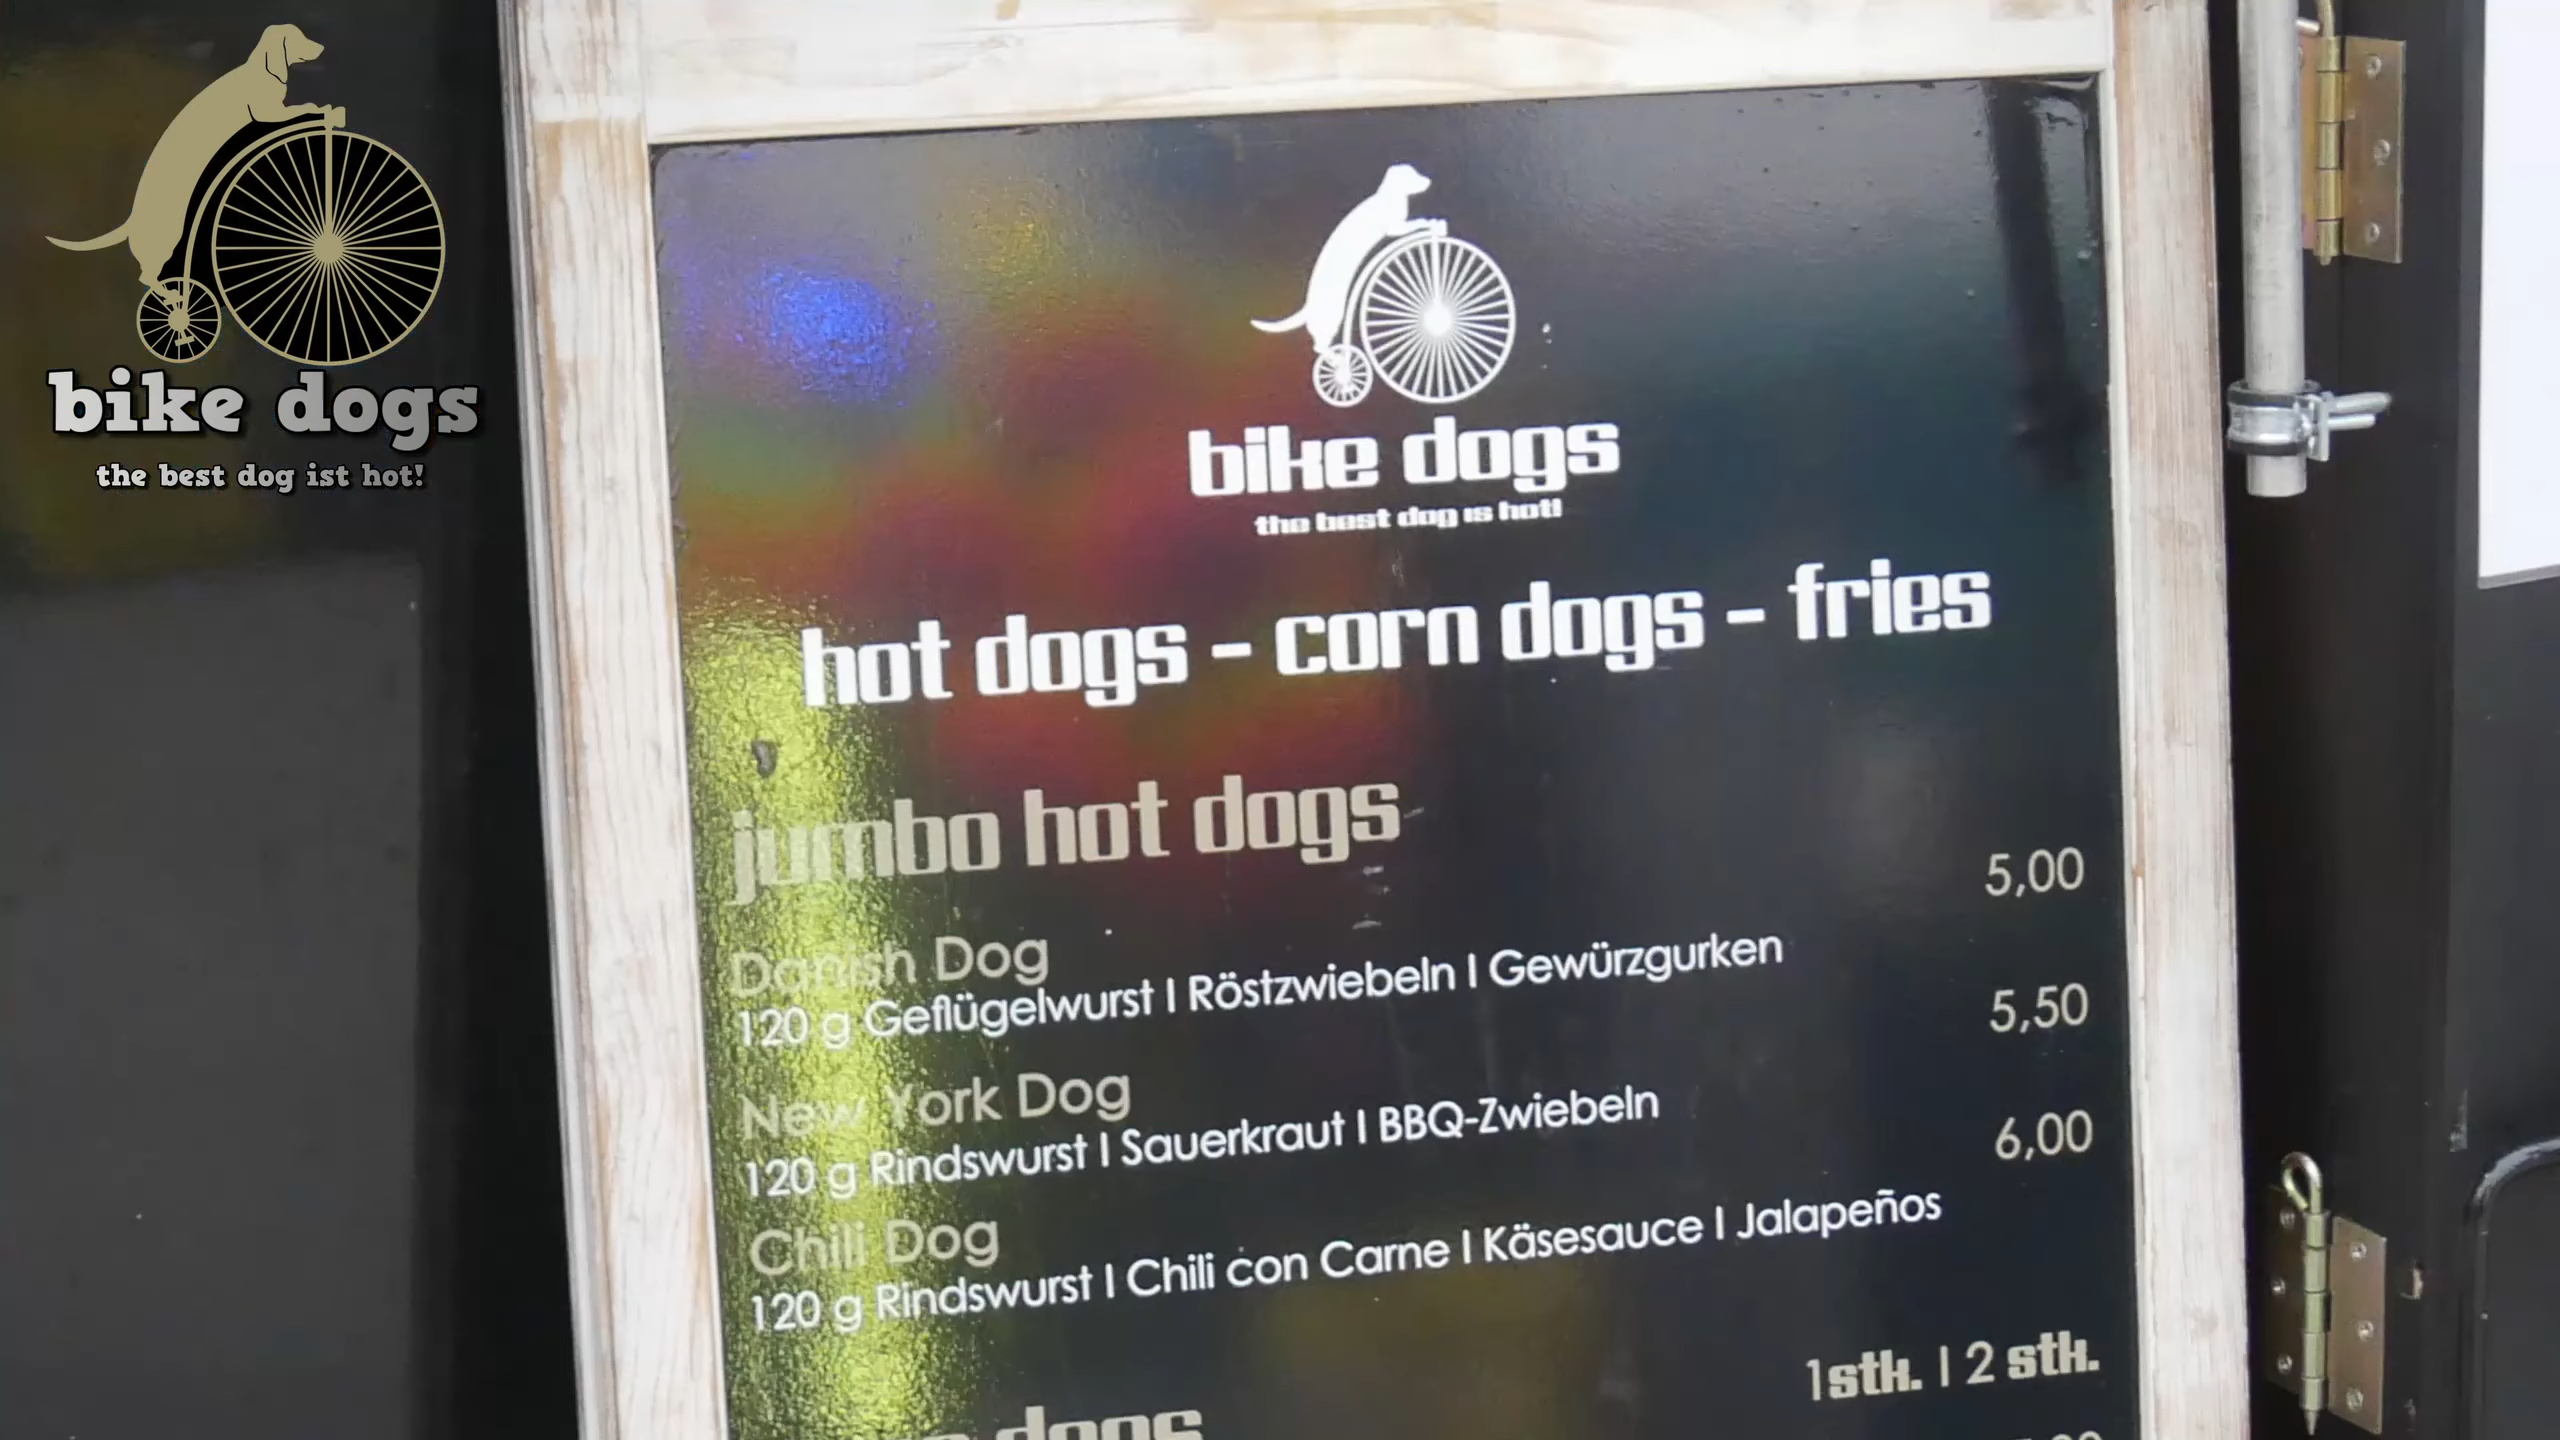 bike dogs
the best dog ist hot!
bike dogs
the best dog is hot!
hot dogs - corn dogs - fries
jumbo hot dogs
Danish Dog 5,00
120 g Geflügelwurst | Röstzwiebeln | Gewürzgurken
New York Dog 5,50
120 g Rindswurst | Sauerkraut | BBQ-Zwiebeln
Chili Dog 6,00
120 g Rindswurst | Chili con Carne | Käsesauce | Jalapeños
1stk. | 2 stk.
dogs